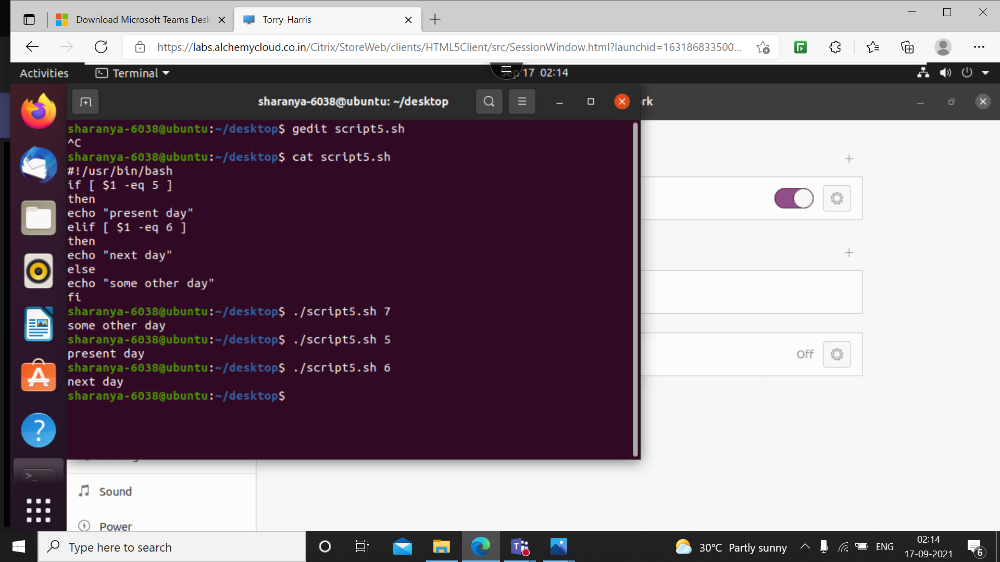 Download Microsoft Teams Desk
Torry-Harris
https://labs.alchemycloud.co.in/Citrix/StoreWeb/clients/HTML5Client/src/SessionWindow.html?launchid=163186833500...
Activities
Terminal
Sep 17 02:14
sharanya-6038@ubuntu: ~/desktop
rk
sharanya-6038@ubuntu:~/desktop$ gedit script5.sh
^C
sharanya-6038@ubuntu:~/desktop$ cat script5.sh
#!/usr/bin/bash
if [ $1 -eq 5 ]
then
echo "present day"
elif [ $1 -eq 6 ]
then
echo "next day"
else
echo "some other day"
fi
sharanya-6038@ubuntu:~/desktop$ ./script5.sh 7
some other day
sharanya-6038@ubuntu:~/desktop$ ./script5.sh 5
present day
sharanya-6038@ubuntu:~/desktop$ ./script5.sh 6
next day
sharanya-6038@ubuntu:~/desktop$
Off
Sound
Power
Type here to search
30°C Partly sunny
ENG
02:14
17-09-2021
6